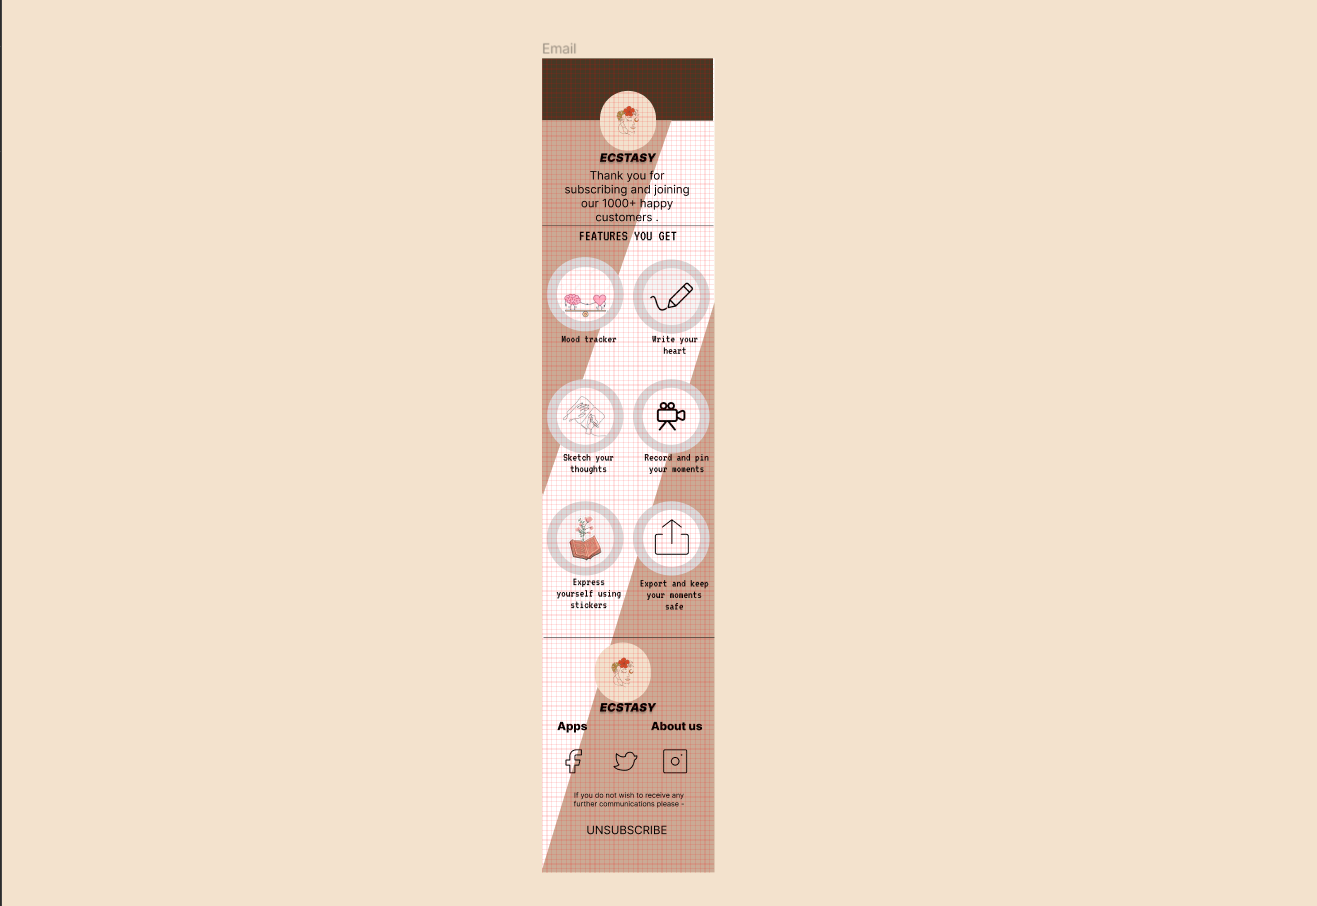 Email
ECSTASY
Thank you for
subscribing and joining
our 1000+ happy
customers .
FEATURES YOU GET
Mood tracker
Write your
heart
Sketch your
thoughts
Record and pin
your moments
Express
yourself using
stickers
Export and keep
your moments
safe
ECSTASY
Apps
About us
If you do not wish to receive any
further communications please -
UNSUBSCRIBE